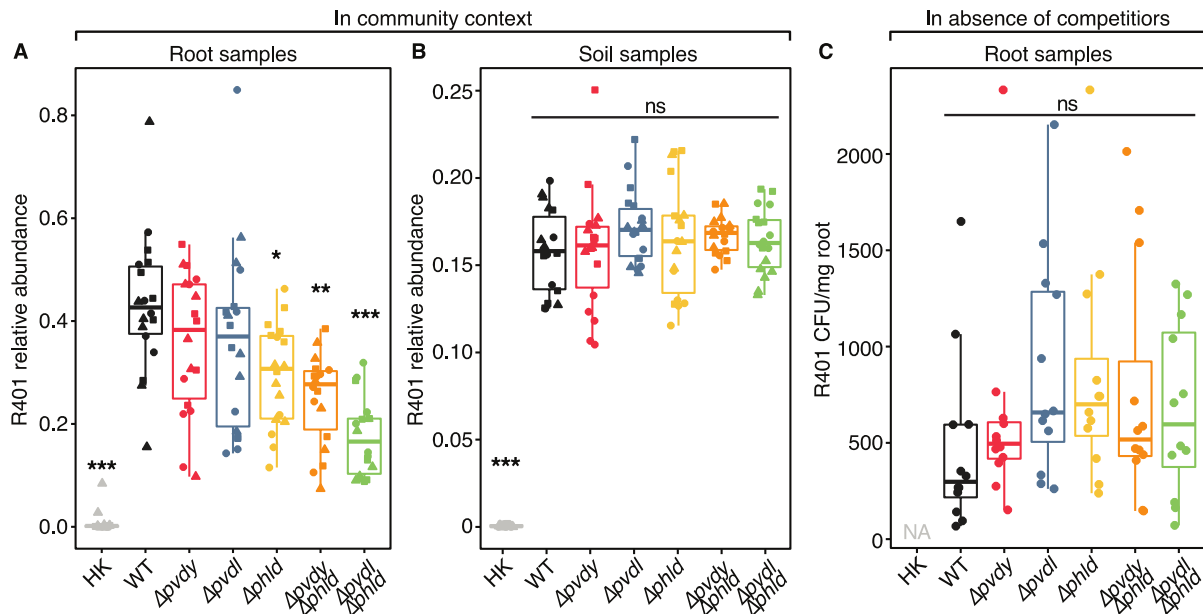 In community context
In absence of competitiors
A
Root samples
B
Soil samples
C
Root samples
R401 relative abundance
0.8
0.6
0.4
0.2
0.0
***
*
**
***
HK
WT
Δpvdy
Δpvdl
Δphld
Δpvdy
Δphld
Δpvdl
Δphld
R401 relative abundance
0.25
0.20
0.15
0.10
0.05
0
ns
***
HK
WT
Δpvdy
Δpvdl
Δphld
Δpvdy
Δphld
Δpvdl
Δphld
R401 CFU/mg root
2000
1500
1000
500
0
ns
NA
HK
WT
Δpvdy
Δpvdl
Δphld
Δpvdy
Δphld
Δpvdl
Δphld